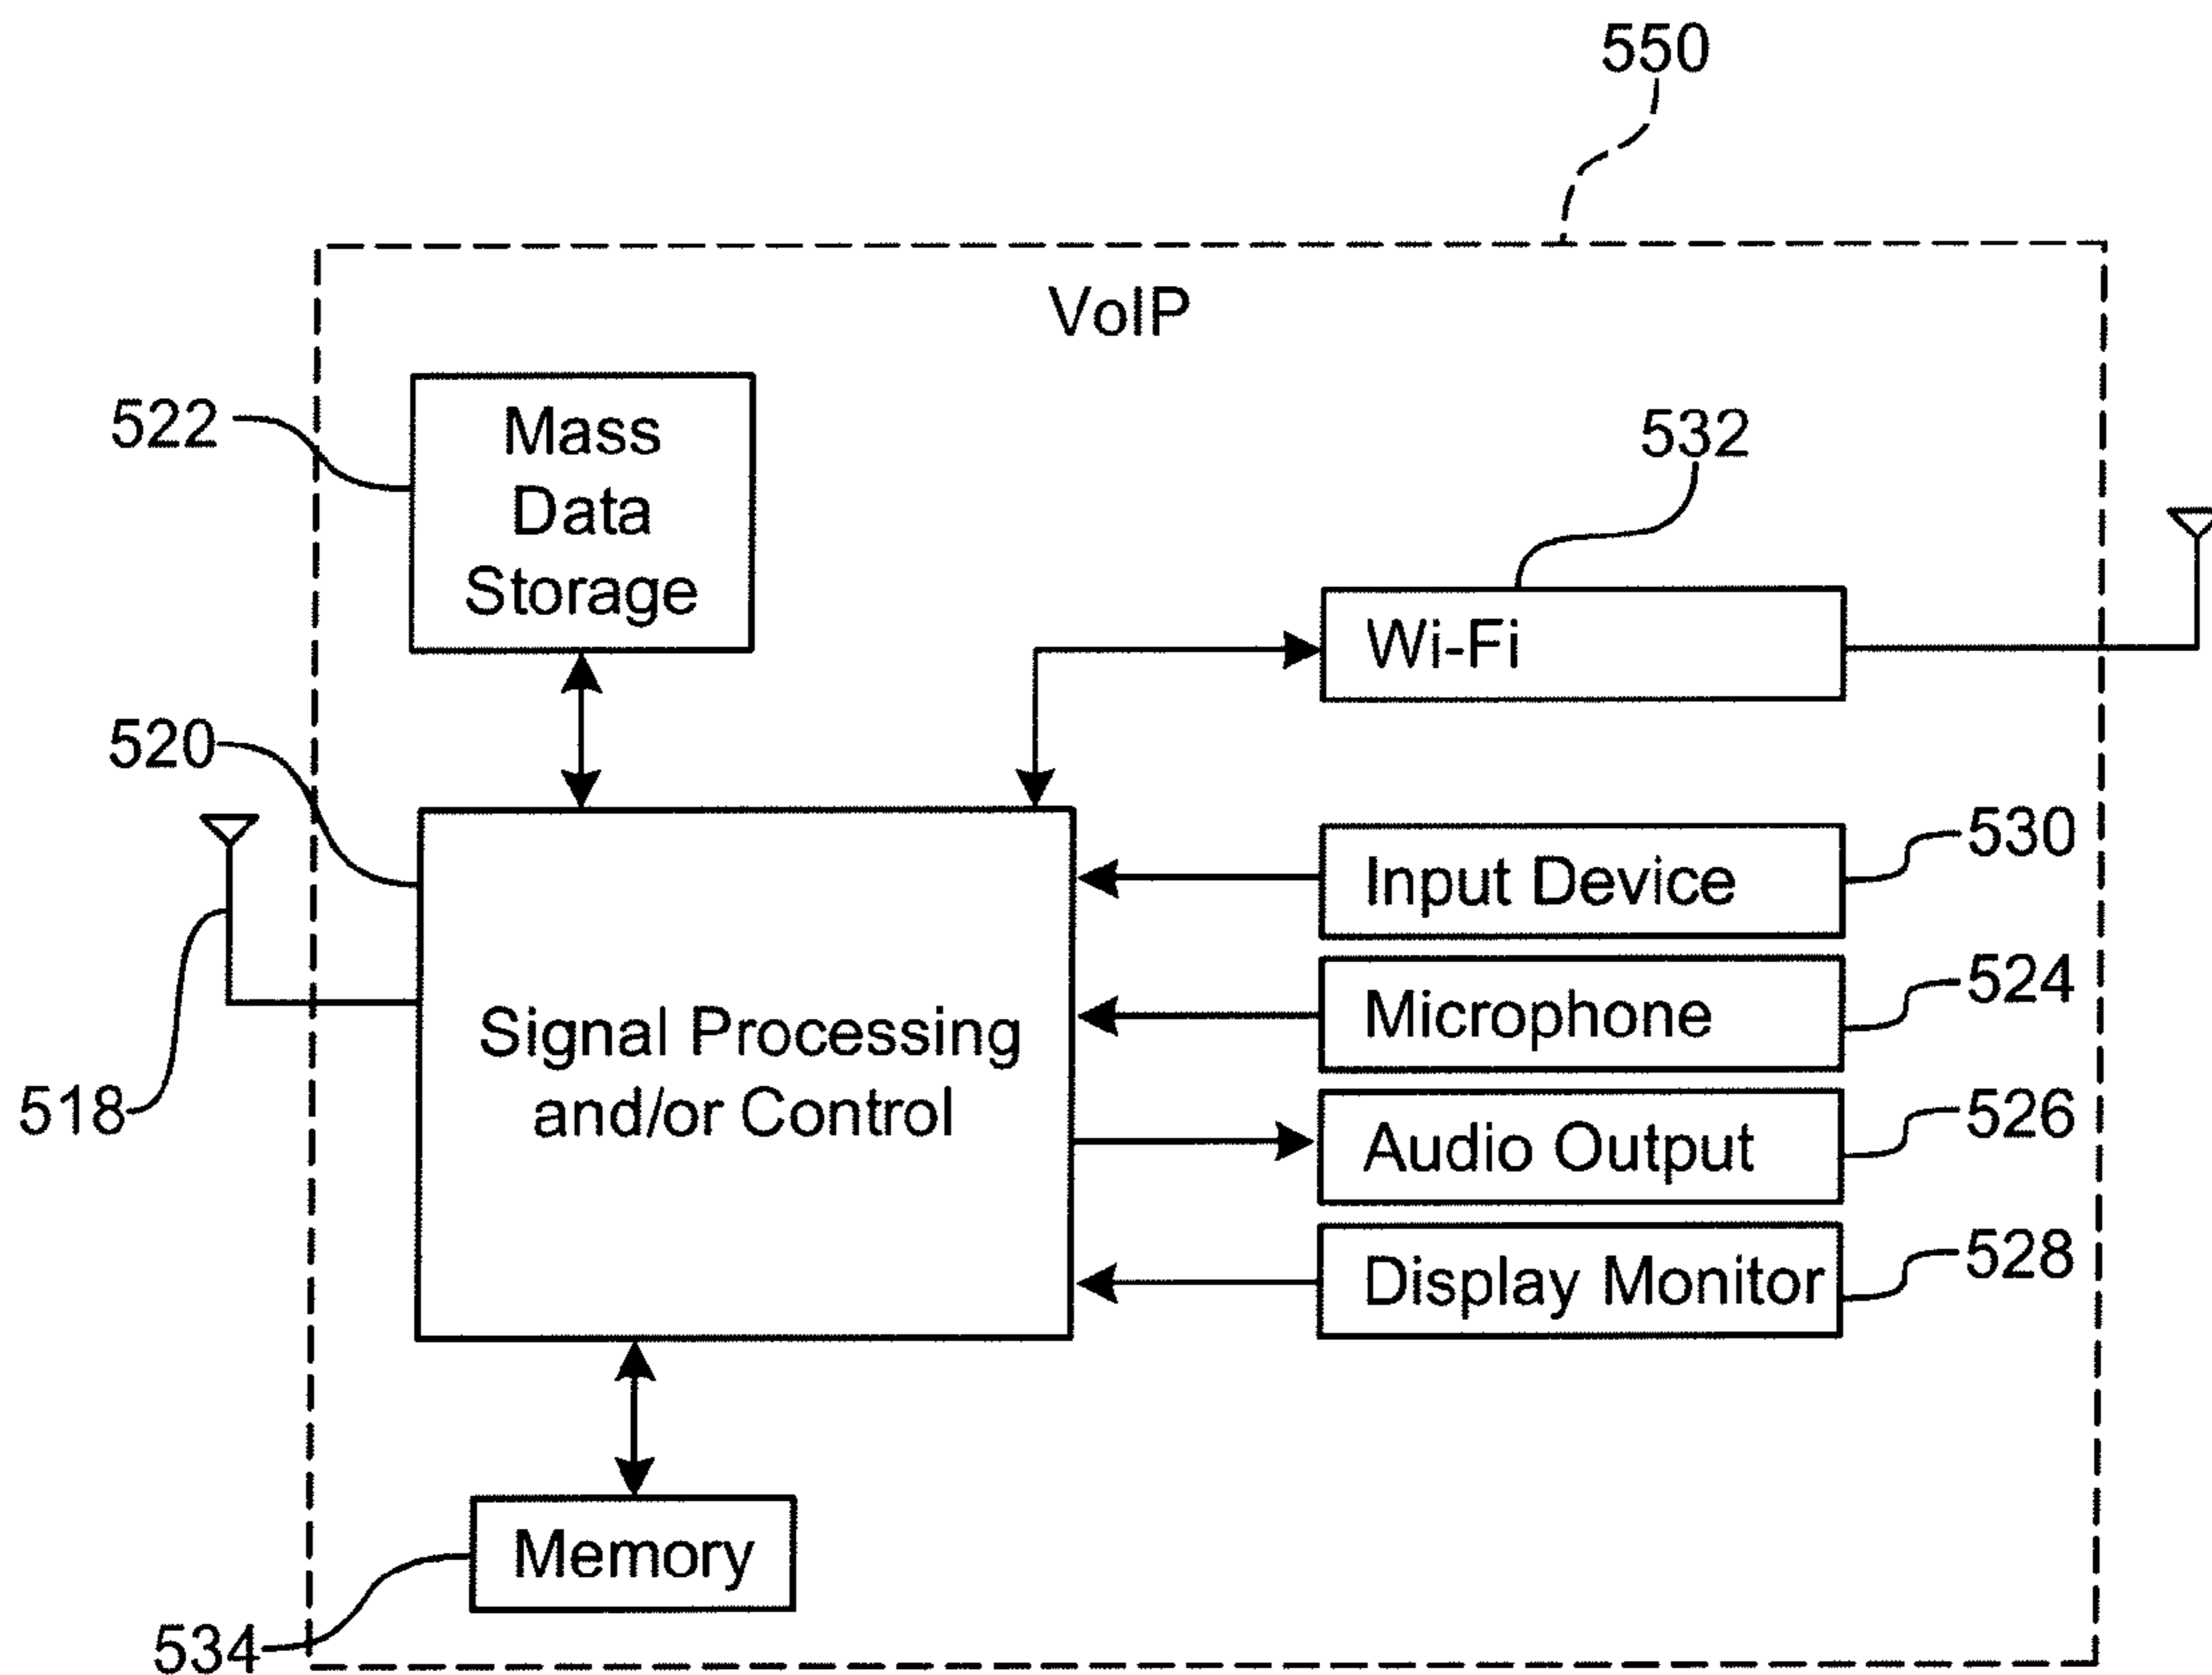 550
VoIP
522
Mass
Data
Storage
532
Wi-Fi
520
530
Input Device
524
Microphone
Signal Processing
and/or Control
518
526
Audio Output
528
Display Monitor
Memory
534